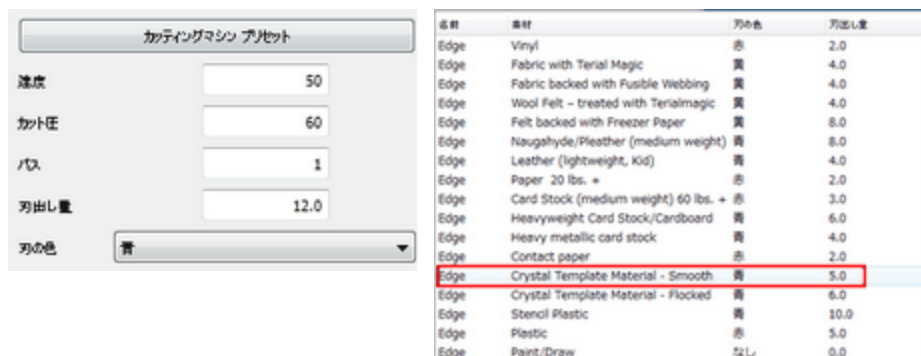 カッティングマシン プリセット
速度 50
カット圧 60
パス 1
刃出し量 12.0
刃の色 青
名前 素材 刃の色 刃出し量
Edge Vinyl 赤 2.0
Edge Fabric with Terial Magic 黄 4.0
Edge Fabric backed with Fusible Webbing 黄 4.0
Edge Wool Felt – treated with Terialmagic 黄 4.0
Edge Felt backed with Freezer Paper 黄 8.0
Edge Naugahyde/Pleather (medium weight) 青 8.0
Edge Leather (lightweight, Kid) 青 4.0
Edge Paper 20 lbs. + 赤 2.0
Edge Card Stock (medium weight) 60 lbs. + 赤 3.0
Edge Heavyweight Card Stock/Cardboard 青 6.0
Edge Heavy metallic card stock 青 4.0
Edge Contact paper 赤 2.0
Edge Crystal Template Material - Smooth 青 5.0
Edge Crystal Template Material - Flocked 青 6.0
Edge Stencil Plastic 青 10.0
Edge Plastic 赤 5.0
Edge Paint/Draw なし 0.0